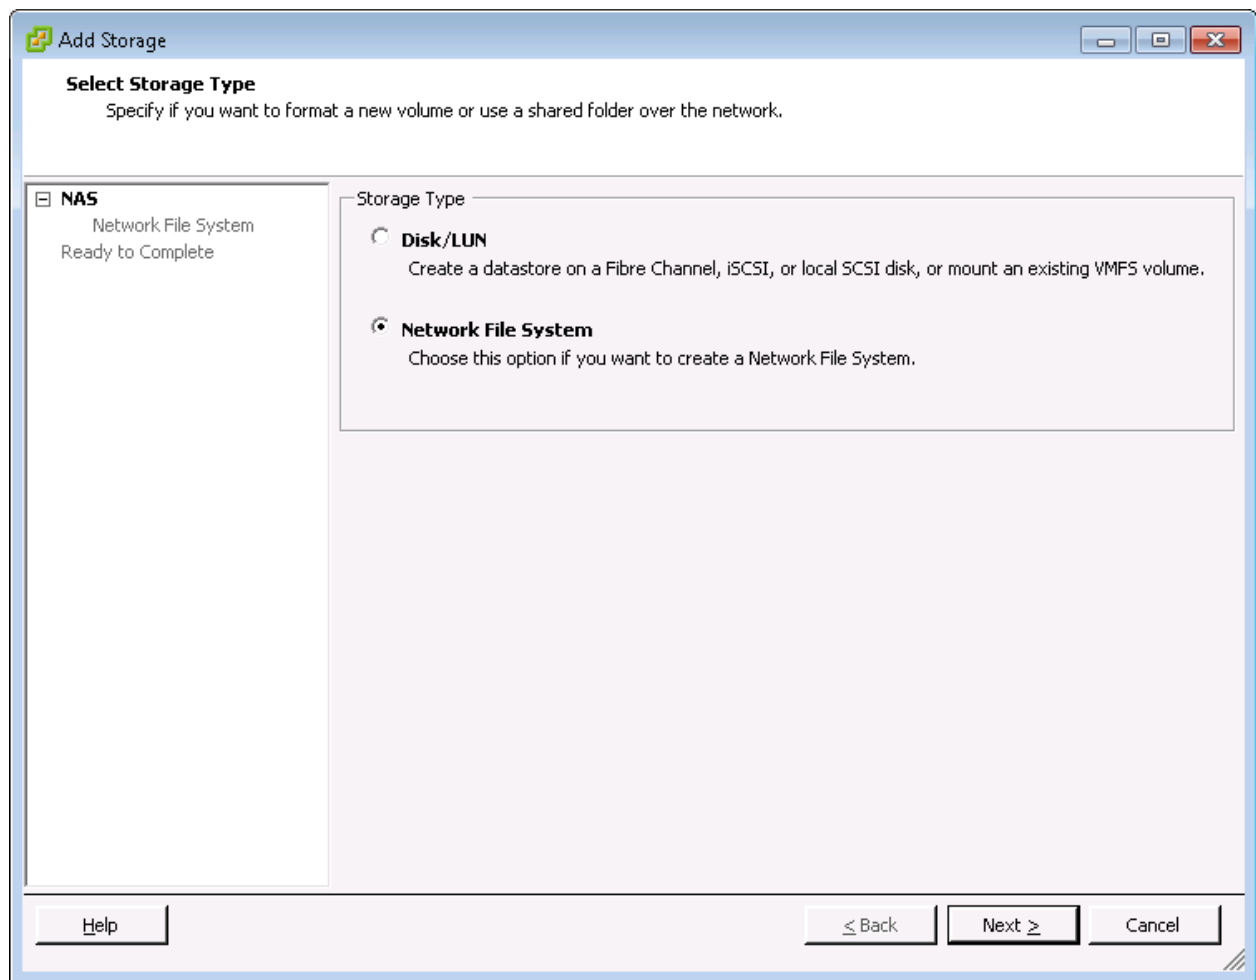 Add Storage
Select Storage Type
Specify if you want to format a new volume or use a shared folder over the network.
NAS
Network File System
Ready to Complete
Storage Type
Disk/LUN
Create a datastore on a Fibre Channel, iSCSI, or local SCSI disk, or mount an existing VMFS volume.
Network File System
Choose this option if you want to create a Network File System.
Help
≤ Back
Next ≥
Cancel